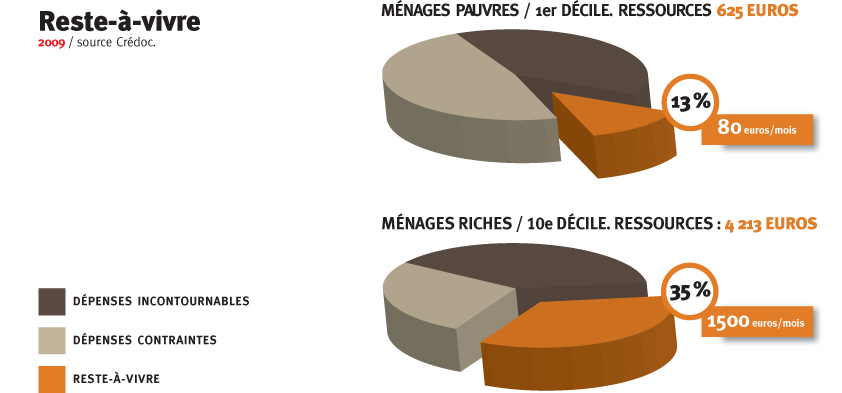 Reste-à-vivre
2009 / source Crédoc.
MÉNAGES PAUVRES / 1er DÉCILE. RESSOURCES 625 EUROS
13 %
80 euros/mois
MÉNAGES RICHES / 10e DÉCILE. RESSOURCES : 4 213 EUROS
35 %
1500 euros/mois
DÉPENSES INCONTOURNABLES
DÉPENSES CONTRAINTES
RESTE-À-VIVRE